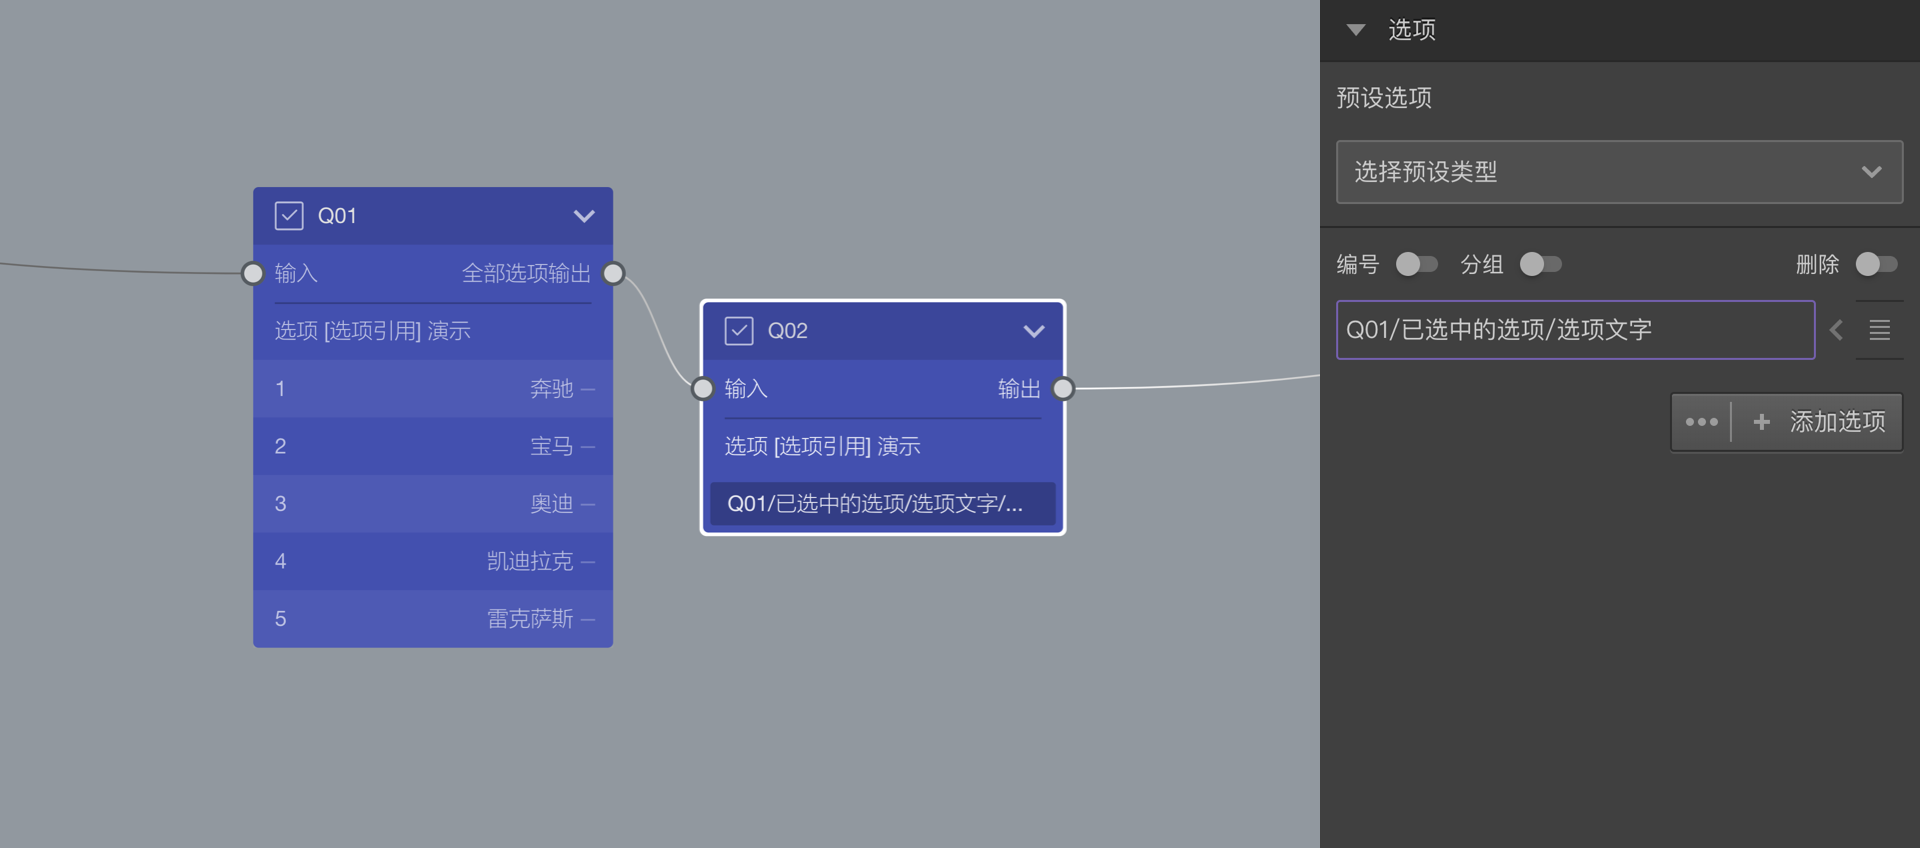 Q01
输入 全部选项输出
选项 [选项引用] 演示
1 奔驰
2 宝马
3 奥迪
4 凯迪拉克
5 雷克萨斯
Q02
输入 输出
选项 [选项引用] 演示
Q01/已选中的选项/选项文字/...
选项
预设选项
选择预设类型
编号 分组 删除
Q01/已选中的选项/选项文字
添加选项